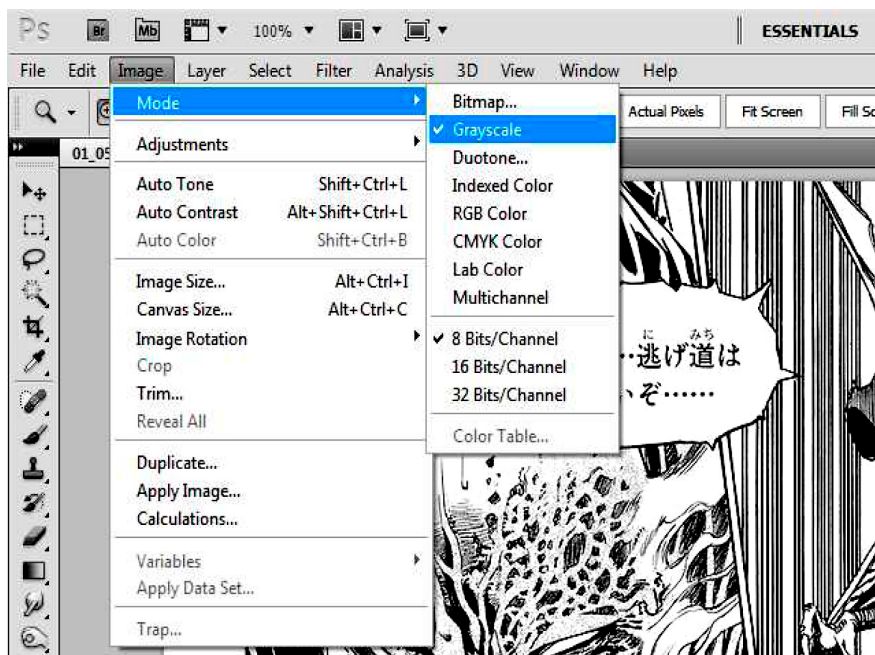 Ps Br Mb 100% ESSENTIALS
File Edit Image Layer Select Filter Analysis 3D View Window Help
Actual Pixels Fit Screen Fill Sc
01_05
Mode
Adjustments
Auto Tone Shift+Ctrl+L
Auto Contrast Alt+Shift+Ctrl+L
Auto Color Shift+Ctrl+B
Image Size... Alt+Ctrl+I
Canvas Size... Alt+Ctrl+C
Image Rotation
Crop
Trim...
Reveal All
Duplicate...
Apply Image...
Calculations...
Variables
Apply Data Set...
Trap...
Bitmap...
Grayscale
Duotone...
Indexed Color
RGB Color
CMYK Color
Lab Color
Multichannel
8 Bits/Channel
16 Bits/Channel
32 Bits/Channel
Color Table...
に みち
…逃げ道は
いぞ……